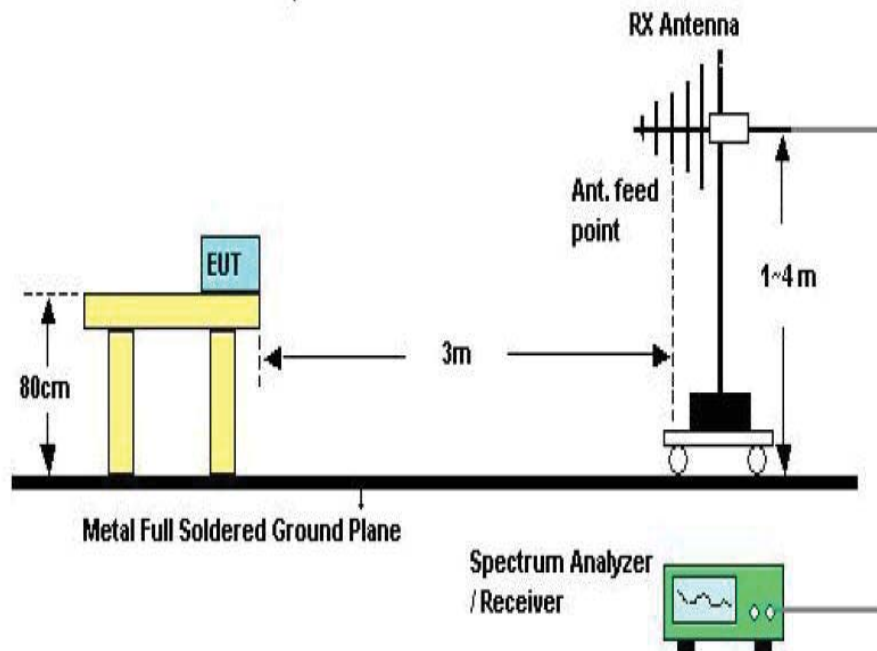 RX Antenna
Ant. feed
point
EUT
1~4 m
3m
80cm
Metal Full Soldered Ground Plane
Spectrum Analyzer
/ Receiver